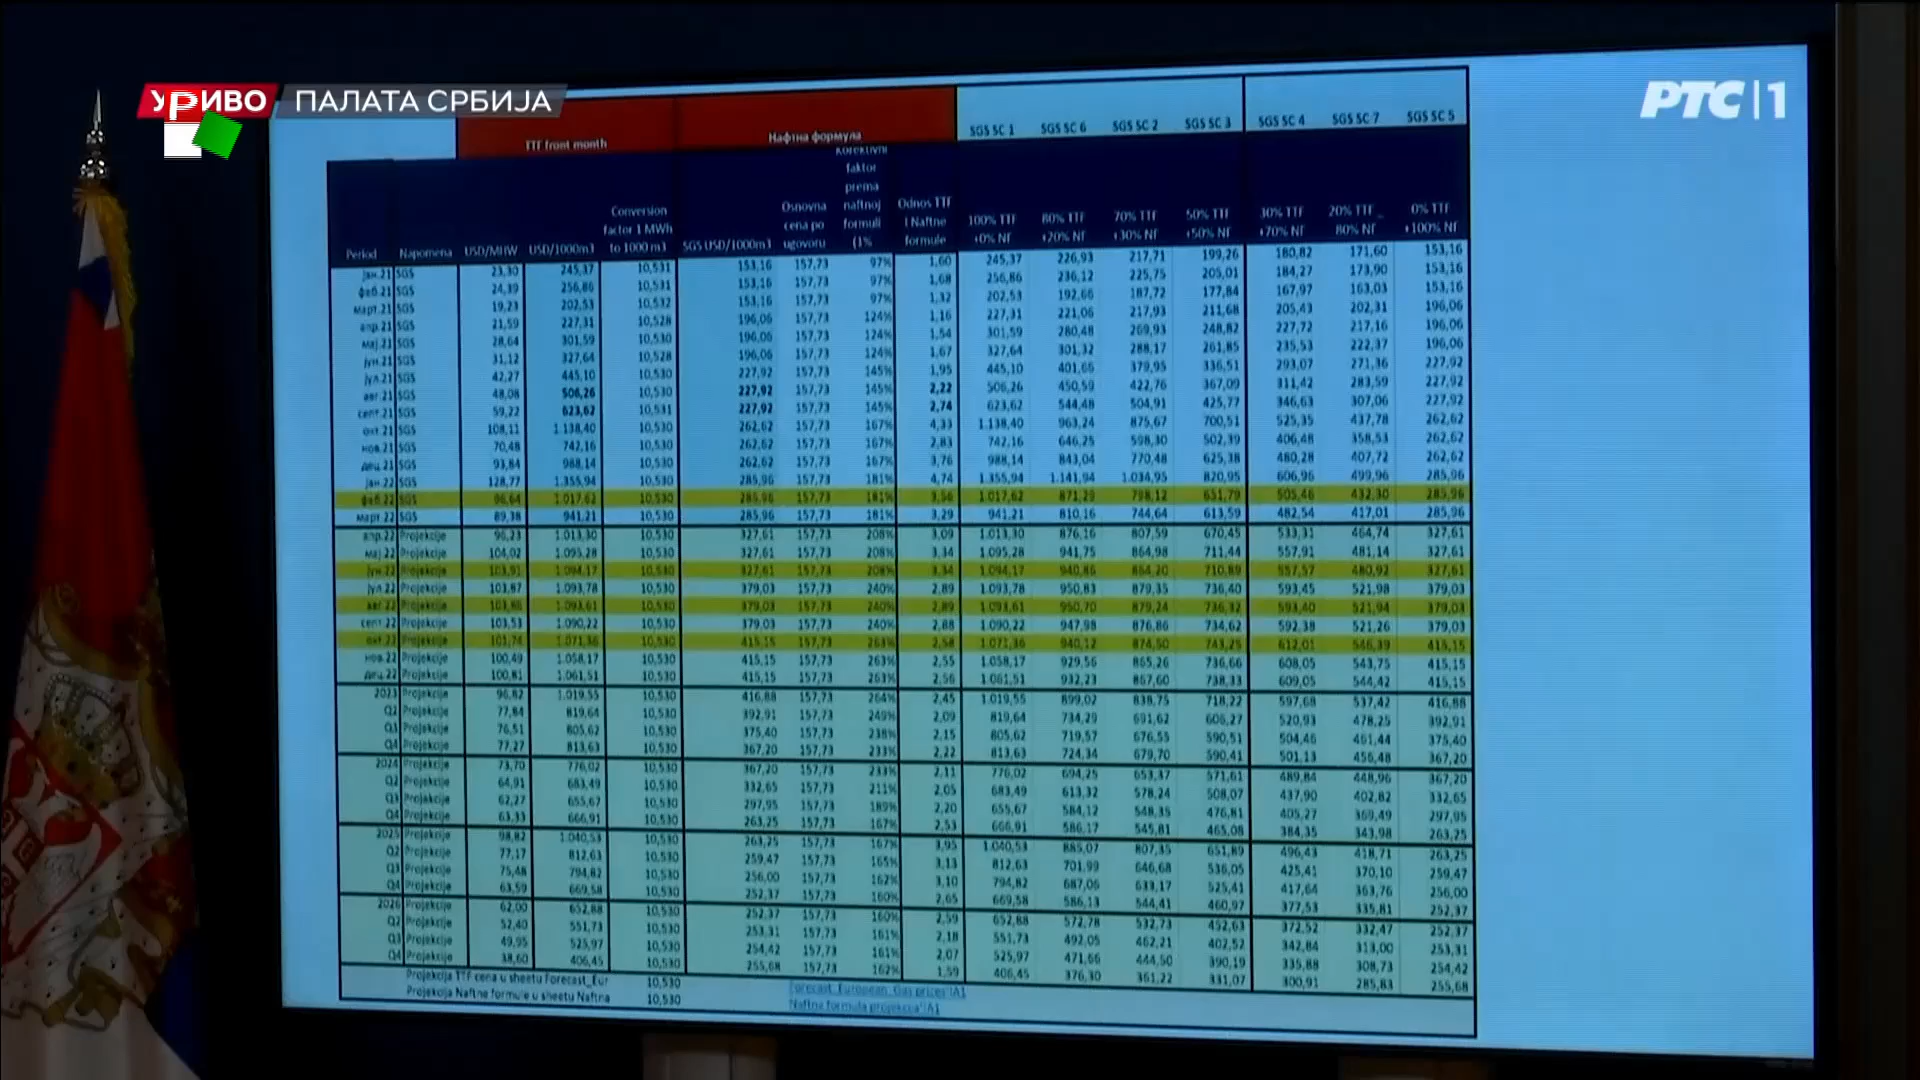 УЖИВО ПАЛАТА СРБИЈА
РТС|1
TTF front month Нафтна формула SGS SC 1 SGS SC 6 SGS SC 2 SGS SC 3 SGS SC 4 SGS SC 7 SGS SC 5
Period Napomena USD/MHW USD/1000m3 Conversion factor 1 MWh to 1000 m3 SGS USD/1000m3 Osnovna cena po ugovoru Korektivni faktor prema naftnoj formuli (1% Odnos TTF i Naftne formule 100% TTF +0% NF 80% TTF +20% NF 70% TTF +30% NF 50% TTF +50% NF 30% TTF +70% NF 20% TTF _ 80% NF 0% TTF +100% NF
јан.21 SGS 23,30 245,37 10,531 153,16 157,73 97% 1,60 245,37 226,93 217,71 199,26 180,82 171,60 153,16
феб.21 SGS 24,39 256,86 10,531 153,16 157,73 97% 1,68 256,86 236,12 225,75 205,01 184,27 173,90 153,16
март.21 SGS 19,23 202,53 10,532 153,16 157,73 97% 1,32 202,53 192,66 187,72 177,84 167,97 163,03 153,16
апр.21 SGS 21,59 227,31 10,528 196,06 157,73 124% 1,16 227,31 221,06 217,93 211,68 205,43 202,31 196,06
мај.21 SGS 28,64 301,59 10,530 196,06 157,73 124% 1,54 301,59 280,48 269,93 248,82 227,72 217,16 196,06
јун.21 SGS 31,12 327,64 10,528 196,06 157,73 124% 1,67 327,64 301,32 288,17 261,85 235,53 222,37 196,06
јул.21 SGS 42,27 445,10 10,530 227,92 157,73 145% 1,95 445,10 401,66 379,95 336,51 293,07 271,36 227,92
авг.21 SGS 48,08 506,26 10,530 227,92 157,73 145% 2,22 506,26 450,59 422,76 367,09 311,42 283,59 227,92
септ.21 SGS 59,22 623,62 10,531 227,92 157,73 145% 2,74 623,62 544,48 504,91 425,77 346,63 307,06 227,92
окт.21 SGS 108,11 1.138,40 10,530 262,62 157,73 167% 4,33 1.138,40 963,24 875,67 700,51 525,35 437,78 262,62
нов.21 SGS 70,48 742,16 10,530 262,62 157,73 167% 2,83 742,16 646,25 598,30 502,39 406,48 358,53 262,62
дец.21 SGS 93,84 988,14 10,530 262,62 157,73 167% 3,76 988,14 843,04 770,48 625,38 480,28 407,72 262,62
јан.22 SGS 128,77 1.355,94 10,530 285,96 157,73 181% 4,74 1.355,94 1.141,94 1.034,95 820,95 606,96 499,96 285,96
феб.22 SGS 96,64 1.017,62 10,530 285,96 157,73 181% 3,56 1.017,62 871,29 798,12 651,79 505,46 432,30 285,96
март.22 SGS 89,38 941,21 10,530 285,96 157,73 181% 3,29 941,21 810,16 744,64 613,59 482,54 417,01 285,96
апр.22 Projekcije 96,23 1.013,30 10,530 327,61 157,73 208% 3,09 1.013,30 876,16 807,59 670,45 533,31 464,74 327,61
мај.22 Projekcije 104,02 1.095,28 10,530 327,61 157,73 208% 3,34 1.095,28 941,75 864,98 711,44 557,91 481,14 327,61
јун.22 Projekcije 103,91 1.094,17 10,530 327,61 157,73 208% 3,34 1.094,17 940,86 864,20 710,89 557,57 480,92 327,61
јул.22 Projekcije 103,87 1.093,78 10,530 379,03 157,73 240% 2,89 1.093,78 950,83 879,35 736,40 593,45 521,98 379,03
авг.22 Projekcije 103,86 1.093,61 10,530 379,03 157,73 240% 2,89 1.093,61 950,70 879,24 736,32 593,40 521,94 379,03
септ.22 Projekcije 103,53 1.090,22 10,530 379,03 157,73 240% 2,88 1.090,22 947,98 876,86 734,62 592,38 521,26 379,03
окт.22 Projekcije 101,74 1.071,36 10,530 415,15 157,73 263% 2,58 1.071,36 940,12 874,50 743,25 612,01 546,39 415,15
нов.22 Projekcije 100,49 1.058,17 10,530 415,15 157,73 263% 2,55 1.058,17 929,56 865,26 736,66 608,05 543,75 415,15
дец.22 Projekcije 100,81 1.061,51 10,530 415,15 157,73 263% 2,56 1.061,51 932,23 867,60 738,33 609,05 544,42 415,15
2023 Projekcije 96,82 1.019,55 10,530 416,88 157,73 264% 2,45 1.019,55 899,02 838,75 718,22 597,68 537,42 416,88
Q2 Projekcije 77,84 819,64 10,530 392,91 157,73 249% 2,09 819,64 734,29 691,62 606,27 520,93 478,25 392,91
Q3 Projekcije 76,51 805,62 10,530 375,40 157,73 238% 2,15 805,62 719,57 676,55 590,51 504,46 461,44 375,40
Q4 Projekcije 77,27 813,63 10,530 367,20 157,73 233% 2,22 813,63 724,34 679,70 590,41 501,13 456,48 367,20
2024 Projekcije 73,70 776,02 10,530 367,20 157,73 233% 2,11 776,02 694,25 653,37 571,61 489,84 448,96 367,20
Q2 Projekcije 64,91 683,49 10,530 332,65 157,73 211% 2,05 683,49 613,32 578,24 508,07 437,90 402,82 332,65
Q3 Projekcije 62,27 655,67 10,530 297,95 157,73 189% 2,20 655,67 584,12 548,35 476,81 405,27 369,49 297,95
Q4 Projekcije 63,33 666,91 10,530 263,25 157,73 167% 2,53 666,91 586,17 545,81 465,08 384,35 343,98 263,25
2025 Projekcije 98,82 1.040,53 10,530 263,25 157,73 167% 3,95 1.040,53 885,07 807,35 651,89 496,43 418,71 263,25
Q2 Projekcije 77,17 812,63 10,530 259,47 157,73 165% 3,13 812,63 701,99 646,68 536,05 425,41 370,10 259,47
Q3 Projekcije 75,48 794,82 10,530 256,00 157,73 162% 3,10 794,82 687,06 633,17 525,41 417,64 363,76 256,00
Q4 Projekcije 63,59 669,58 10,530 252,37 157,73 160% 2,65 669,58 586,13 544,41 460,97 377,53 335,81 252,37
2026 Projekcije 62,00 652,88 10,530 252,37 157,73 160% 2,59 652,88 572,78 532,73 452,63 372,52 332,47 252,37
Q2 Projekcije 52,40 551,73 10,530 253,31 157,73 161% 2,18 551,73 492,05 462,21 402,52 342,84 313,00 253,31
Q3 Projekcije 49,95 525,97 10,530 254,42 157,73 161% 2,07 525,97 471,66 444,50 390,19 335,88 308,73 254,42
Q4 Projekcije 38,60 406,45 10,530 255,68 157,73 162% 1,59 406,45 376,30 361,22 331,07 300,91 285,83 255,68
Projekcija TTF cena u sheetu Forecast_Eur 10,530 Forecast_European_Gas prices'!A1
Projekcija Naftne formule u sheetu Naftna 10,530 Naftne formula projekcija'!A1